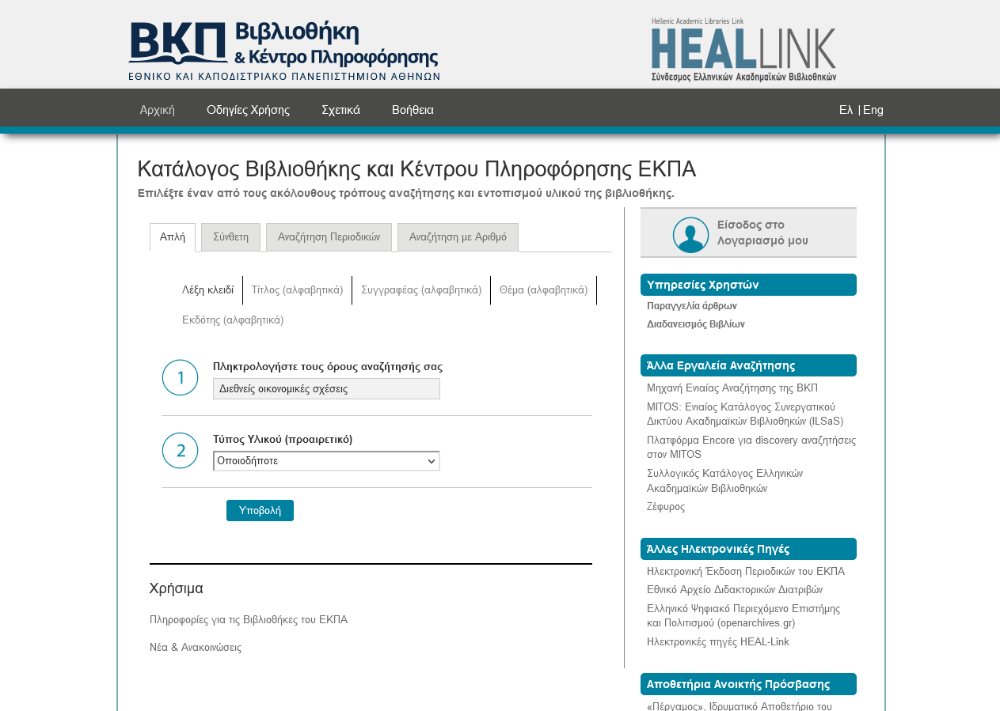 ΒΚΠ Βιβλιοθήκη
& Κέντρο Πληροφόρησης
ΕΘΝΙΚΟ ΚΑΙ ΚΑΠΟΔΙΣΤΡΙΑΚΟ ΠΑΝΕΠΙΣΤΗΜΙΟΝ ΑΘΗΝΩΝ
Hellenic Academic Libraries Link
HEALLINK
Σύνδεσμος Ελληνικών Ακαδημαϊκών Βιβλιοθηκών
Αρχική Οδηγίες Χρήσης Σχετικά Βοήθεια Ελ | Eng
Κατάλογος Βιβλιοθήκης και Κέντρου Πληροφόρησης ΕΚΠΑ
Επιλέξτε έναν από τους ακόλουθους τρόπους αναζήτησης και εντοπισμού υλικού της βιβλιοθήκης.
Απλή Σύνθετη Αναζήτηση Περιοδικών Αναζήτηση με Αριθμό
Λέξη κλειδί Τίτλος (αλφαβητικά) Συγγραφέας (αλφαβητικά) Θέμα (αλφαβητικά)
Εκδότης (αλφαβητικά)
1 Πληκτρολογήστε τους όρους αναζήτησής σας
Διεθνείς οικονομικές σχέσεις
2 Τύπος Υλικού (προαιρετικό)
Οποιοδήποτε
Υποβολή
Χρήσιμα
Πληροφορίες για τις Βιβλιοθήκες του ΕΚΠΑ
Νέα & Ανακοινώσεις
Είσοδος στο
Λογαριασμό μου
Υπηρεσίες Χρηστών
Παραγγελία άρθρων
Διαδανεισμός Βιβλίων
Άλλα Εργαλεία Αναζήτησης
Μηχανή Ενιαίας Αναζήτησης της ΒΚΠ
MITOS: Ενιαίος Κατάλογος Συνεργατικού
Δικτύου Ακαδημαϊκών Βιβλιοθηκών (ILSaS)
Πλατφόρμα Encore για discovery αναζητήσεις
στον MITOS
Συλλογικός Κατάλογος Ελληνικών
Ακαδημαϊκών Βιβλιοθηκών
Ζέφυρος
Άλλες Ηλεκτρονικές Πηγές
Ηλεκτρονική Έκδοση Περιοδικών του ΕΚΠΑ
Εθνικό Αρχείο Διδακτορικών Διατριβών
Ελληνικό Ψηφιακό Περιεχόμενο Επιστήμης
και Πολιτισμού (openarchives.gr)
Ηλεκτρονικές πηγές HEAL-Link
Αποθετήρια Ανοικτής Πρόσβασης
«Πέργαμος», Ιδρυματικό Αποθετήριο του